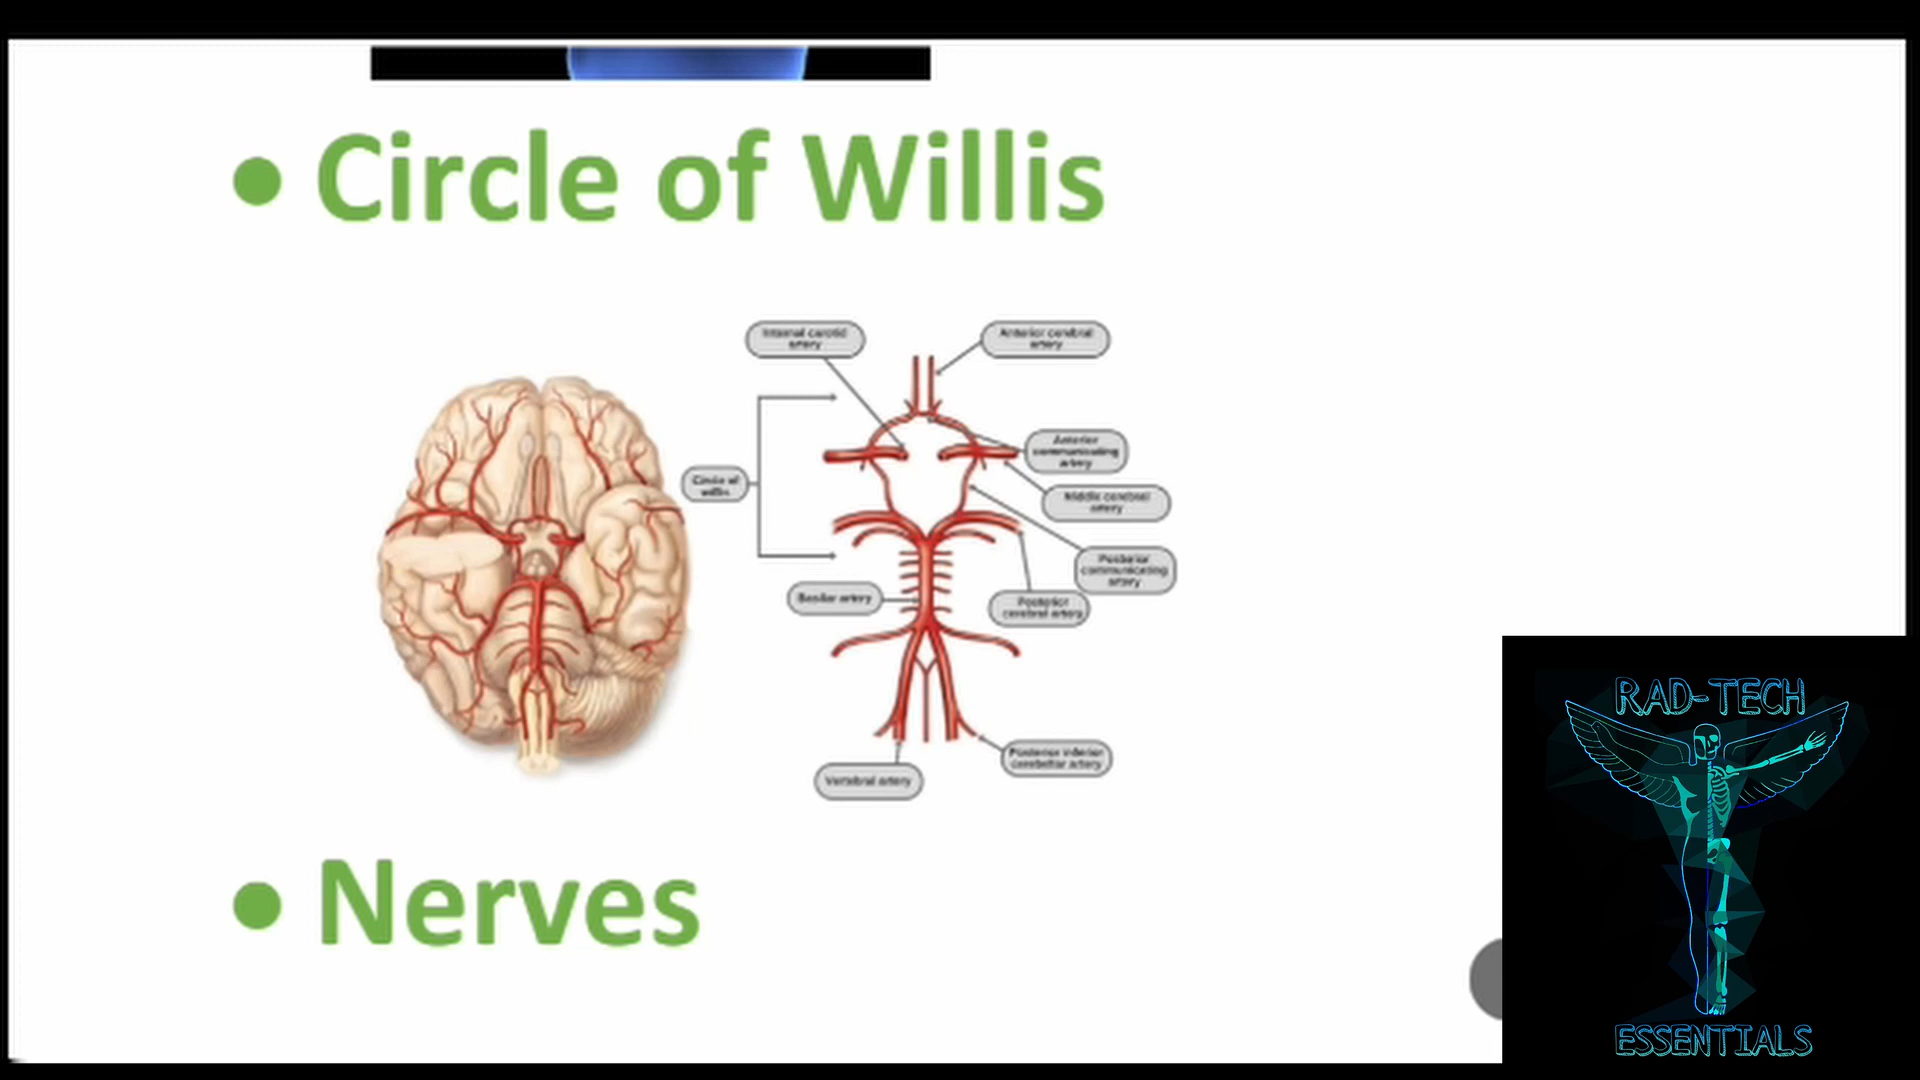 • Circle of Willis
Internal carotid
artery
Anterior cerebral
artery
Anterior
communicating
artery
Circle of
willis
Middle cerebral
artery
Posterior
communicating
artery
Basilar artery
Posterior
cerebral artery
Posterior inferior
cerebellar artery
Vertebral artery
• Nerves
RAD-TECH
ESSENTIALS